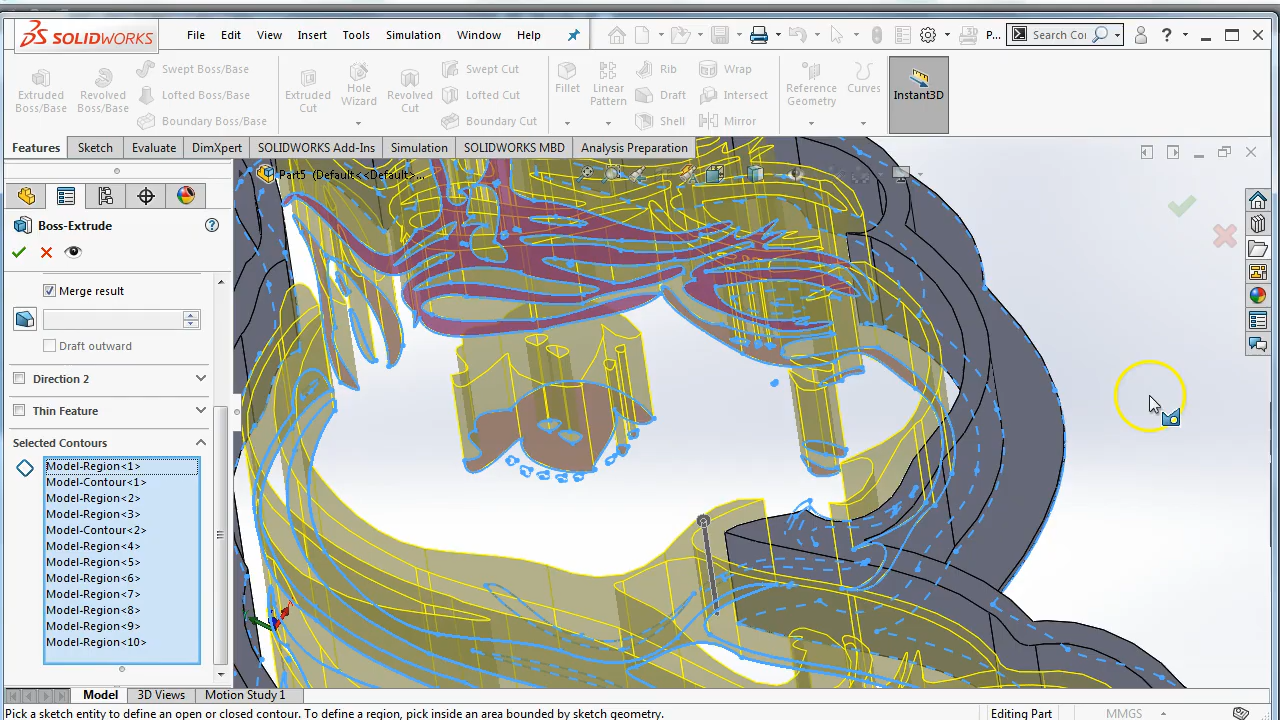 SOLIDWORKS
File Edit View Insert Tools Simulation Window Help
P... Search Co
Extruded Boss/Base
Revolved Boss/Base
Swept Boss/Base
Lofted Boss/Base
Boundary Boss/Base
Extruded Cut
Hole Wizard
Revolved Cut
Swept Cut
Lofted Cut
Boundary Cut
Fillet
Linear Pattern
Rib
Draft
Shell
Wrap
Intersect
Mirror
Reference Geometry
Curves
Instant3D
Features Sketch Evaluate DimXpert SOLIDWORKS Add-Ins Simulation SOLIDWORKS MBD Analysis Preparation
Part5 (Default<<Default>...
Boss-Extrude
Merge result
Draft outward
Direction 2
Thin Feature
Selected Contours
Model-Region<1>
Model-Contour<1>
Model-Region<2>
Model-Region<3>
Model-Contour<2>
Model-Region<4>
Model-Region<5>
Model-Region<6>
Model-Region<7>
Model-Region<8>
Model-Region<9>
Model-Region<10>
Model 3D Views Motion Study 1
Pick a sketch entity to define an open or closed contour. To define a region, pick inside an area bounded by sketch geometry. Editing Part MMGS